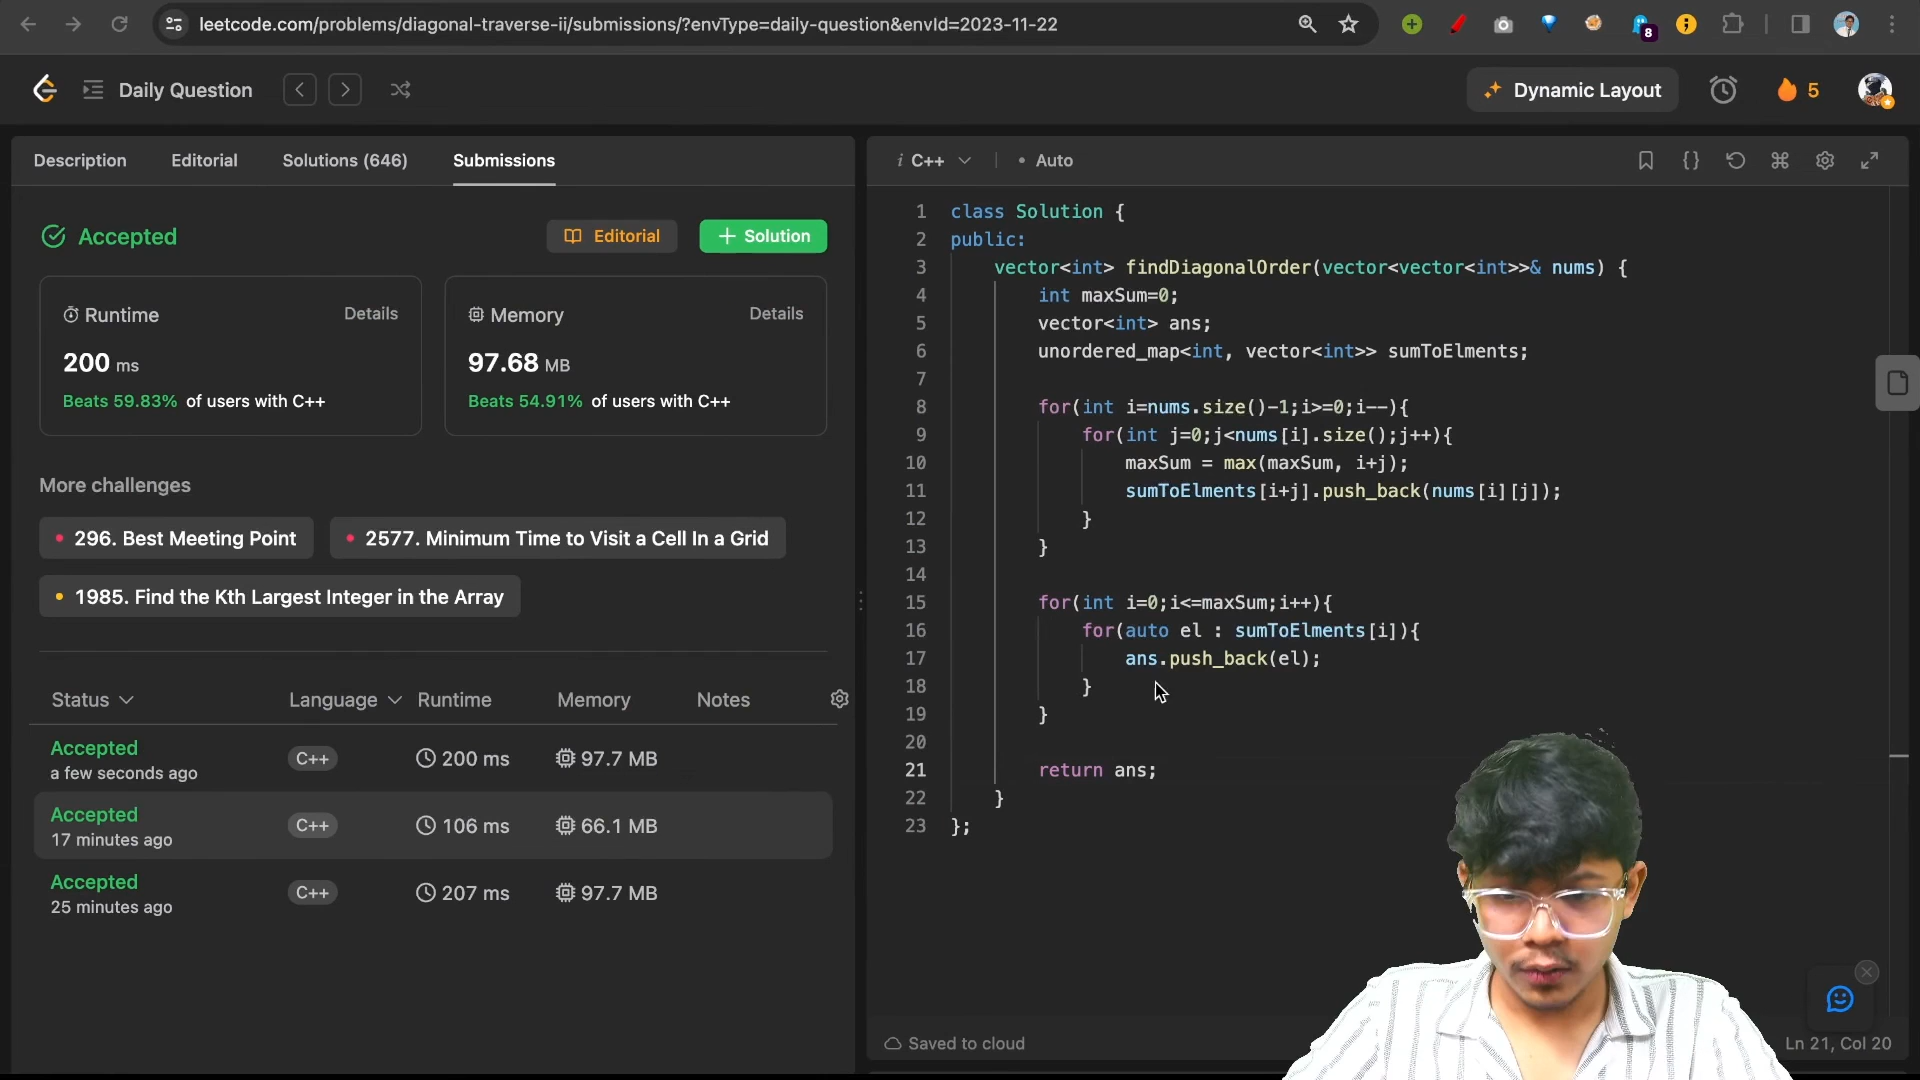 leetcode.com/problems/diagonal-traverse-ii/submissions/?envType=daily-question&envId=2023-11-22
8
Daily Question
Dynamic Layout
5
Description
Editorial
Solutions (646)
Submissions
Accepted
Editorial
+ Solution
Runtime
Details
200 ms
Beats 59.83% of users with C++
Memory
Details
97.68 MB
Beats 54.91% of users with C++
More challenges
296. Best Meeting Point
2577. Minimum Time to Visit a Cell In a Grid
1985. Find the Kth Largest Integer in the Array
Status
Language
Runtime
Memory
Notes
Accepted
a few seconds ago
C++
200 ms
97.7 MB
Accepted
17 minutes ago
C++
106 ms
66.1 MB
Accepted
25 minutes ago
C++
207 ms
97.7 MB
i C++
• Auto
1 class Solution {
2 public:
3 vector<int> findDiagonalOrder(vector<vector<int>>& nums) {
4 int maxSum=0;
5 vector<int> ans;
6 unordered_map<int, vector<int>> sumToElments;
7
8 for(int i=nums.size()-1;i>=0;i--){
9 for(int j=0;j<nums[i].size();j++){
10 maxSum = max(maxSum, i+j);
11 sumToElments[i+j].push_back(nums[i][j]);
12 }
13 }
14
15 for(int i=0;i<=maxSum;i++){
16 for(auto el : sumToElments[i]){
17 ans.push_back(el);
18 }
19 }
20
21 return ans;
22 }
23 };
Saved to cloud
Ln 21, Col 20